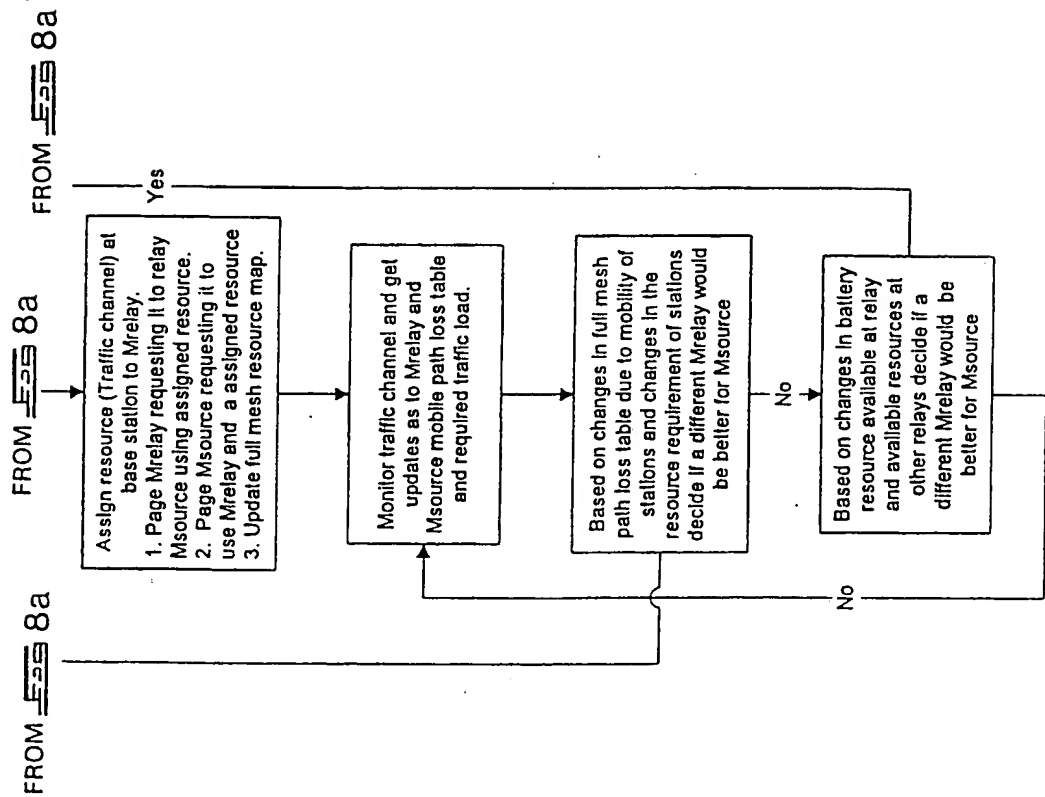 FROM FIG 8a
FROM FIG 8a
FROM FIG 8a
Assign resource (Traffic channel) at
base station to Mrelay.
1. Page Mrelay requesting it to relay
Msource using assigned resource.
2. Page Msource requesting it to
use Mrelay and a assigned resource
3. Update full mesh resource map.
Yes
Monitor traffic channel and get
updates as to Mrelay and
Msource mobile path loss table
and required traffic load.
Based on changes in full mesh
path loss table due to mobility of
stations and changes in the
resource requirement of stations
decide if a different Mrelay would
be better for Msource
No
Based on changes in battery
resource available at relay
and available resources at
other relays decide if a
different Mrelay would be
better for Msource
No